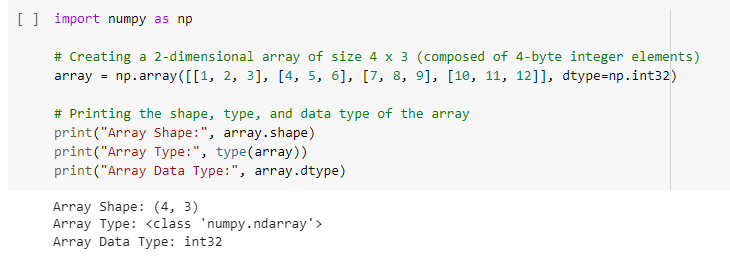 [ ] import numpy as np
# Creating a 2-dimensional array of size 4 x 3 (composed of 4-byte integer elements)
array = np.array([[1, 2, 3], [4, 5, 6], [7, 8, 9], [10, 11, 12]], dtype=np.int32)
# Printing the shape, type, and data type of the array
print("Array Shape:", array.shape)
print("Array Type:", type(array))
print("Array Data Type:", array.dtype)
Array Shape: (4, 3)
Array Type: <class 'numpy.ndarray'>
Array Data Type: int32